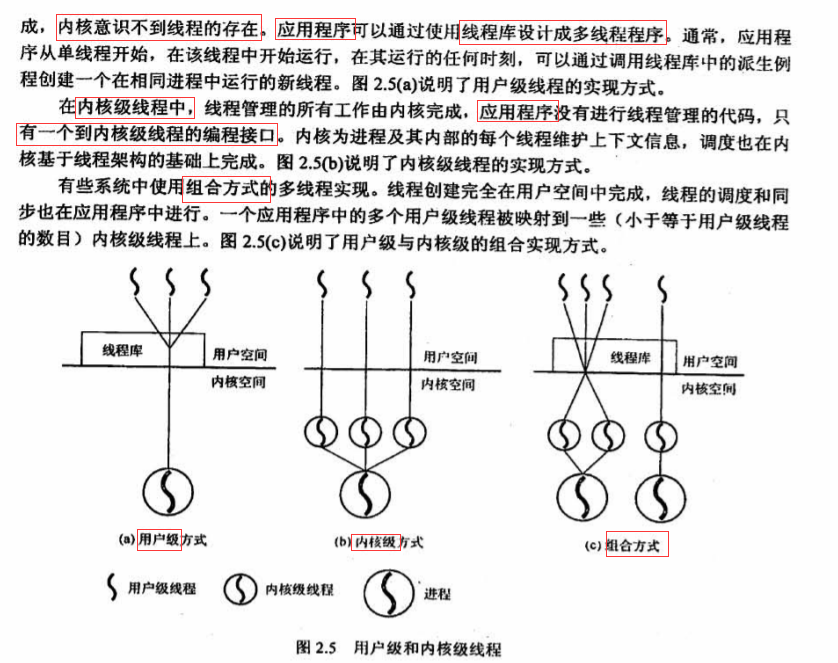 成，内核意识不到线程的存在。应用程序可以通过使用线程库设计成多线程程序。通常，应用程
序从单线程开始，在该线程中开始运行，在其运行的任何时刻，可以通过调用线程库中的派生例
程创建一个在相同进程中运行的新线程。图 2.5(a)说明了用户级线程的实现方式。
在内核级线程中，线程管理的所有工作由内核完成，应用程序没有进行线程管理的代码，只
有一个到内核级线程的编程接口。内核为进程及其内部的每个线程维护上下文信息，调度也在内
核基于线程架构的基础上完成。图 2.5(b)说明了内核级线程的实现方式。
有些系统中使用组合方式的多线程实现。线程创建完全在用户空间中完成，线程的调度和同
步也在应用程序中进行。一个应用程序中的多个用户级线程被映射到一些（小于等于用户级线程
的数目）内核级线程上。图 2.5(c)说明了用户级与内核级的组合实现方式。
线程库
用户空间
内核空间
(a) 用户级方式
用户空间
内核空间
(b) 内核级方式
线程库
用户空间
内核空间
(c) 组合方式
用户级线程
内核级线程
进程
图 2.5 用户级和内核级线程